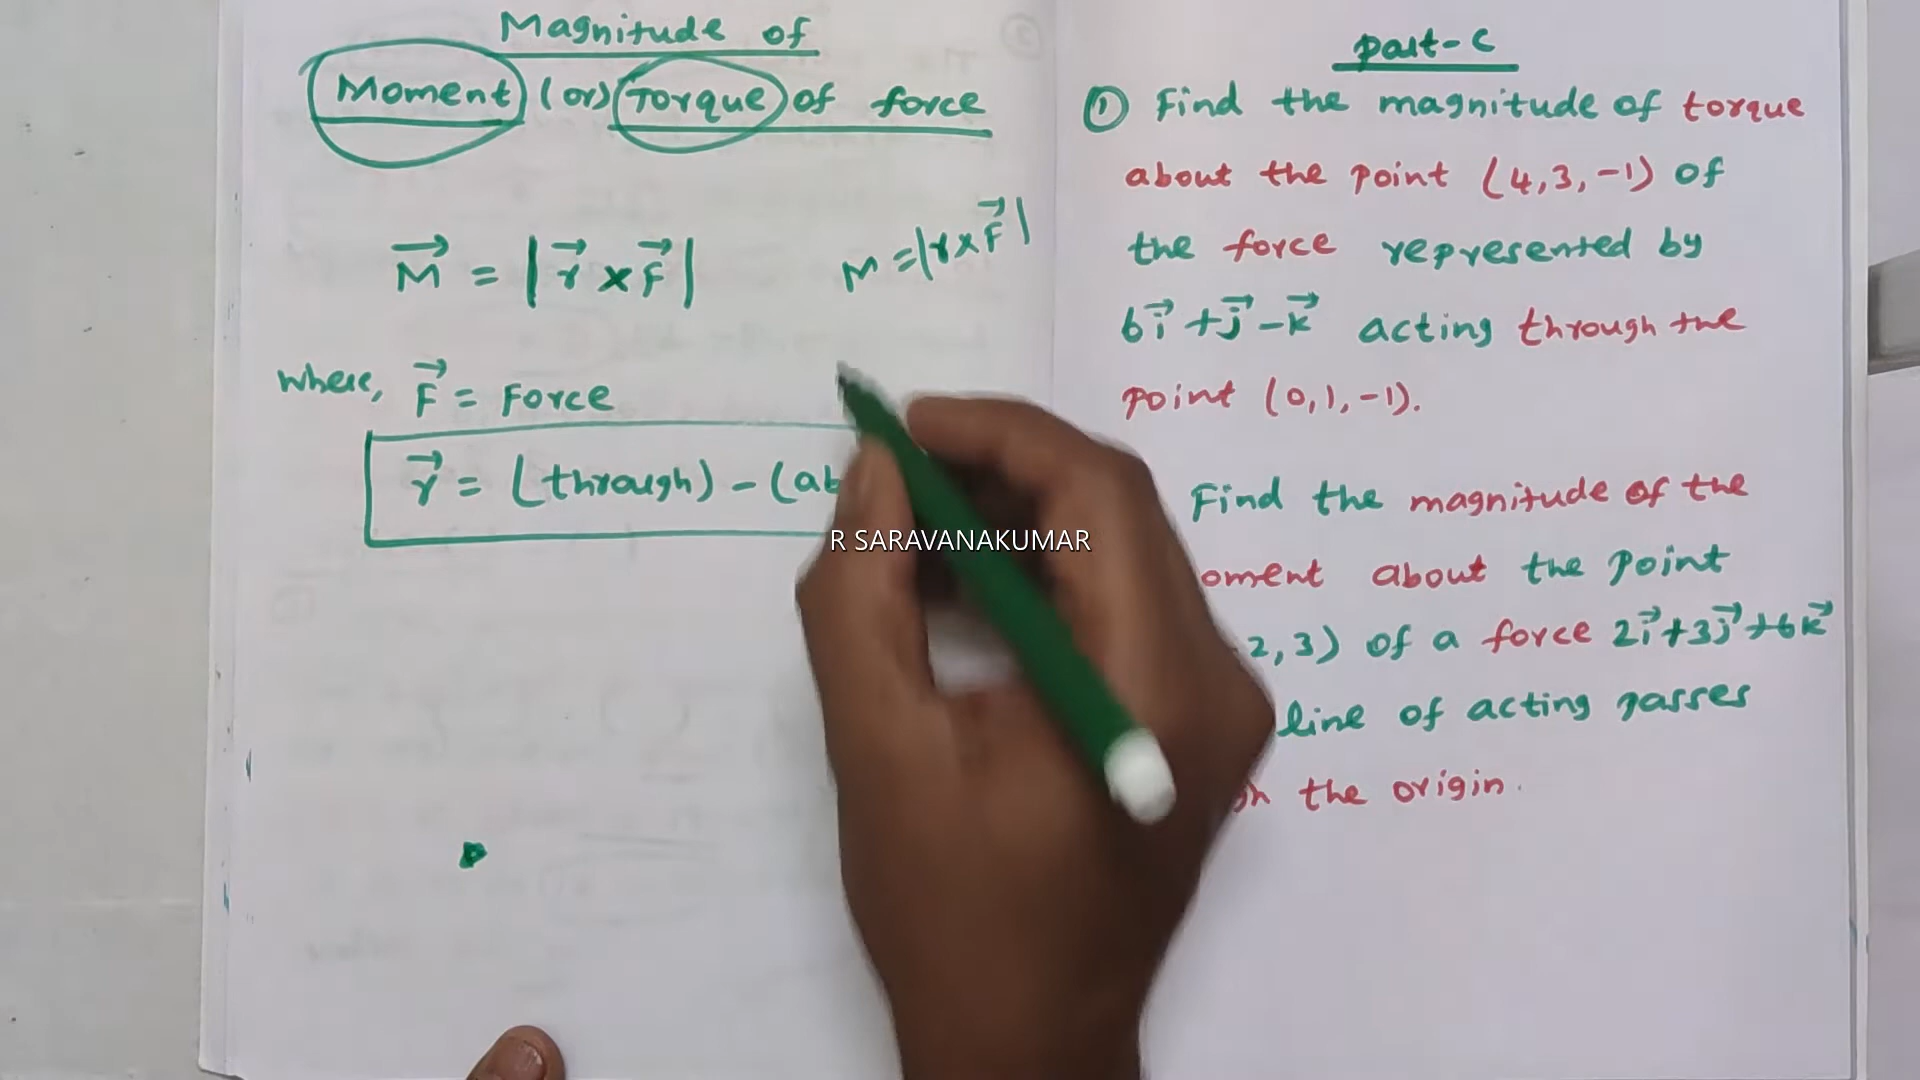 Magnitude of
Moment (or) Torque of force
M = |r × F|
M = |r × F|
where, F = Force
r = (through) - (ab
R SARAVANAKUMAR
part-c
① Find the magnitude of torque
about the point (4,3,-1) of
the force represented by
6i + j - k acting through the
point (0,1,-1).
Find the magnitude of the
oment about the point
2,3) of a force 2i+3j+6k
line of acting passes
the origin.